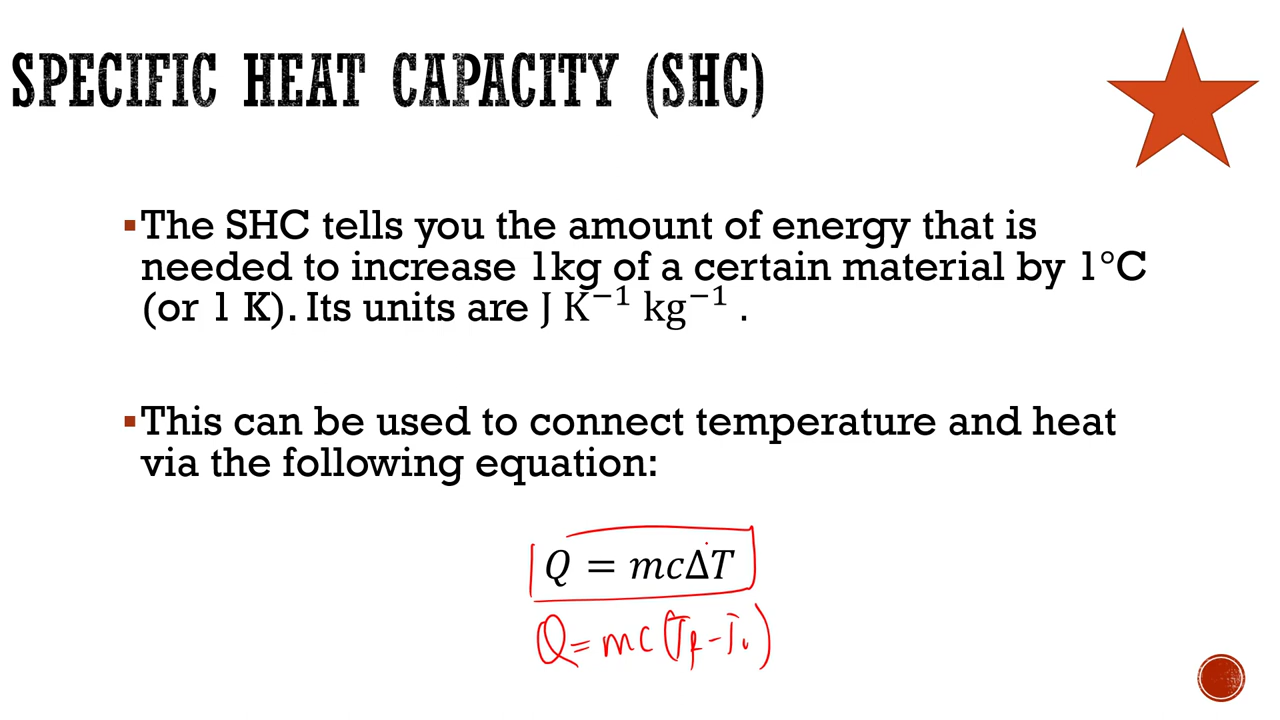 SPECIFIC HEAT CAPACITY (SHC)
▪The SHC tells you the amount of energy that is
needed to increase 1kg of a certain material by 1°C
(or 1 K). Its units are J K⁻¹ kg⁻¹ .
▪This can be used to connect temperature and heat
via the following equation:
Q = mcΔT
Q=mc(Tf-Ti)